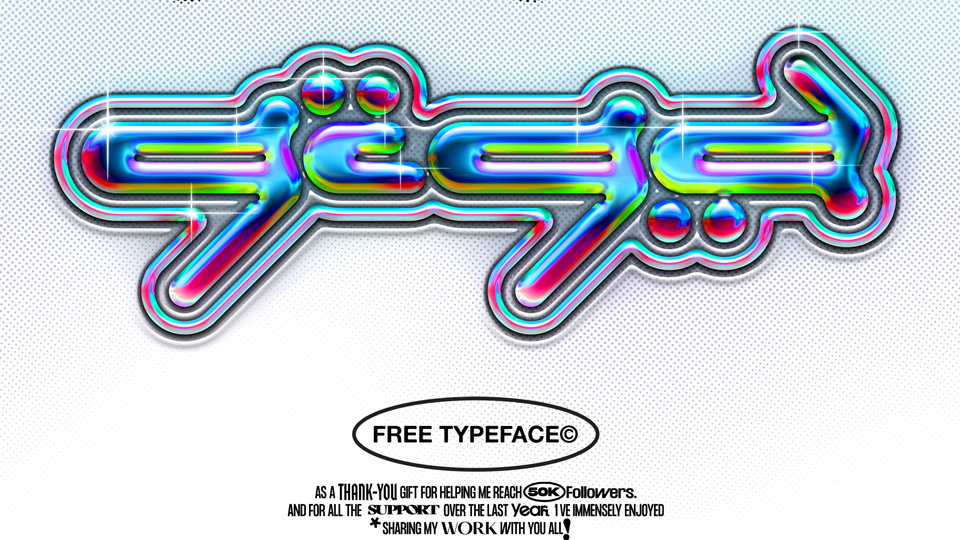 FREE TYPEFACE©
AS A THANK-YOU GIFT FOR HELPING ME REACH 50K Followers.
AND FOR ALL THE SUPPORT OVER THE LAST Year I'VE IMMENSELY ENJOYED
*SHARING MY WORK WITH YOU ALL!